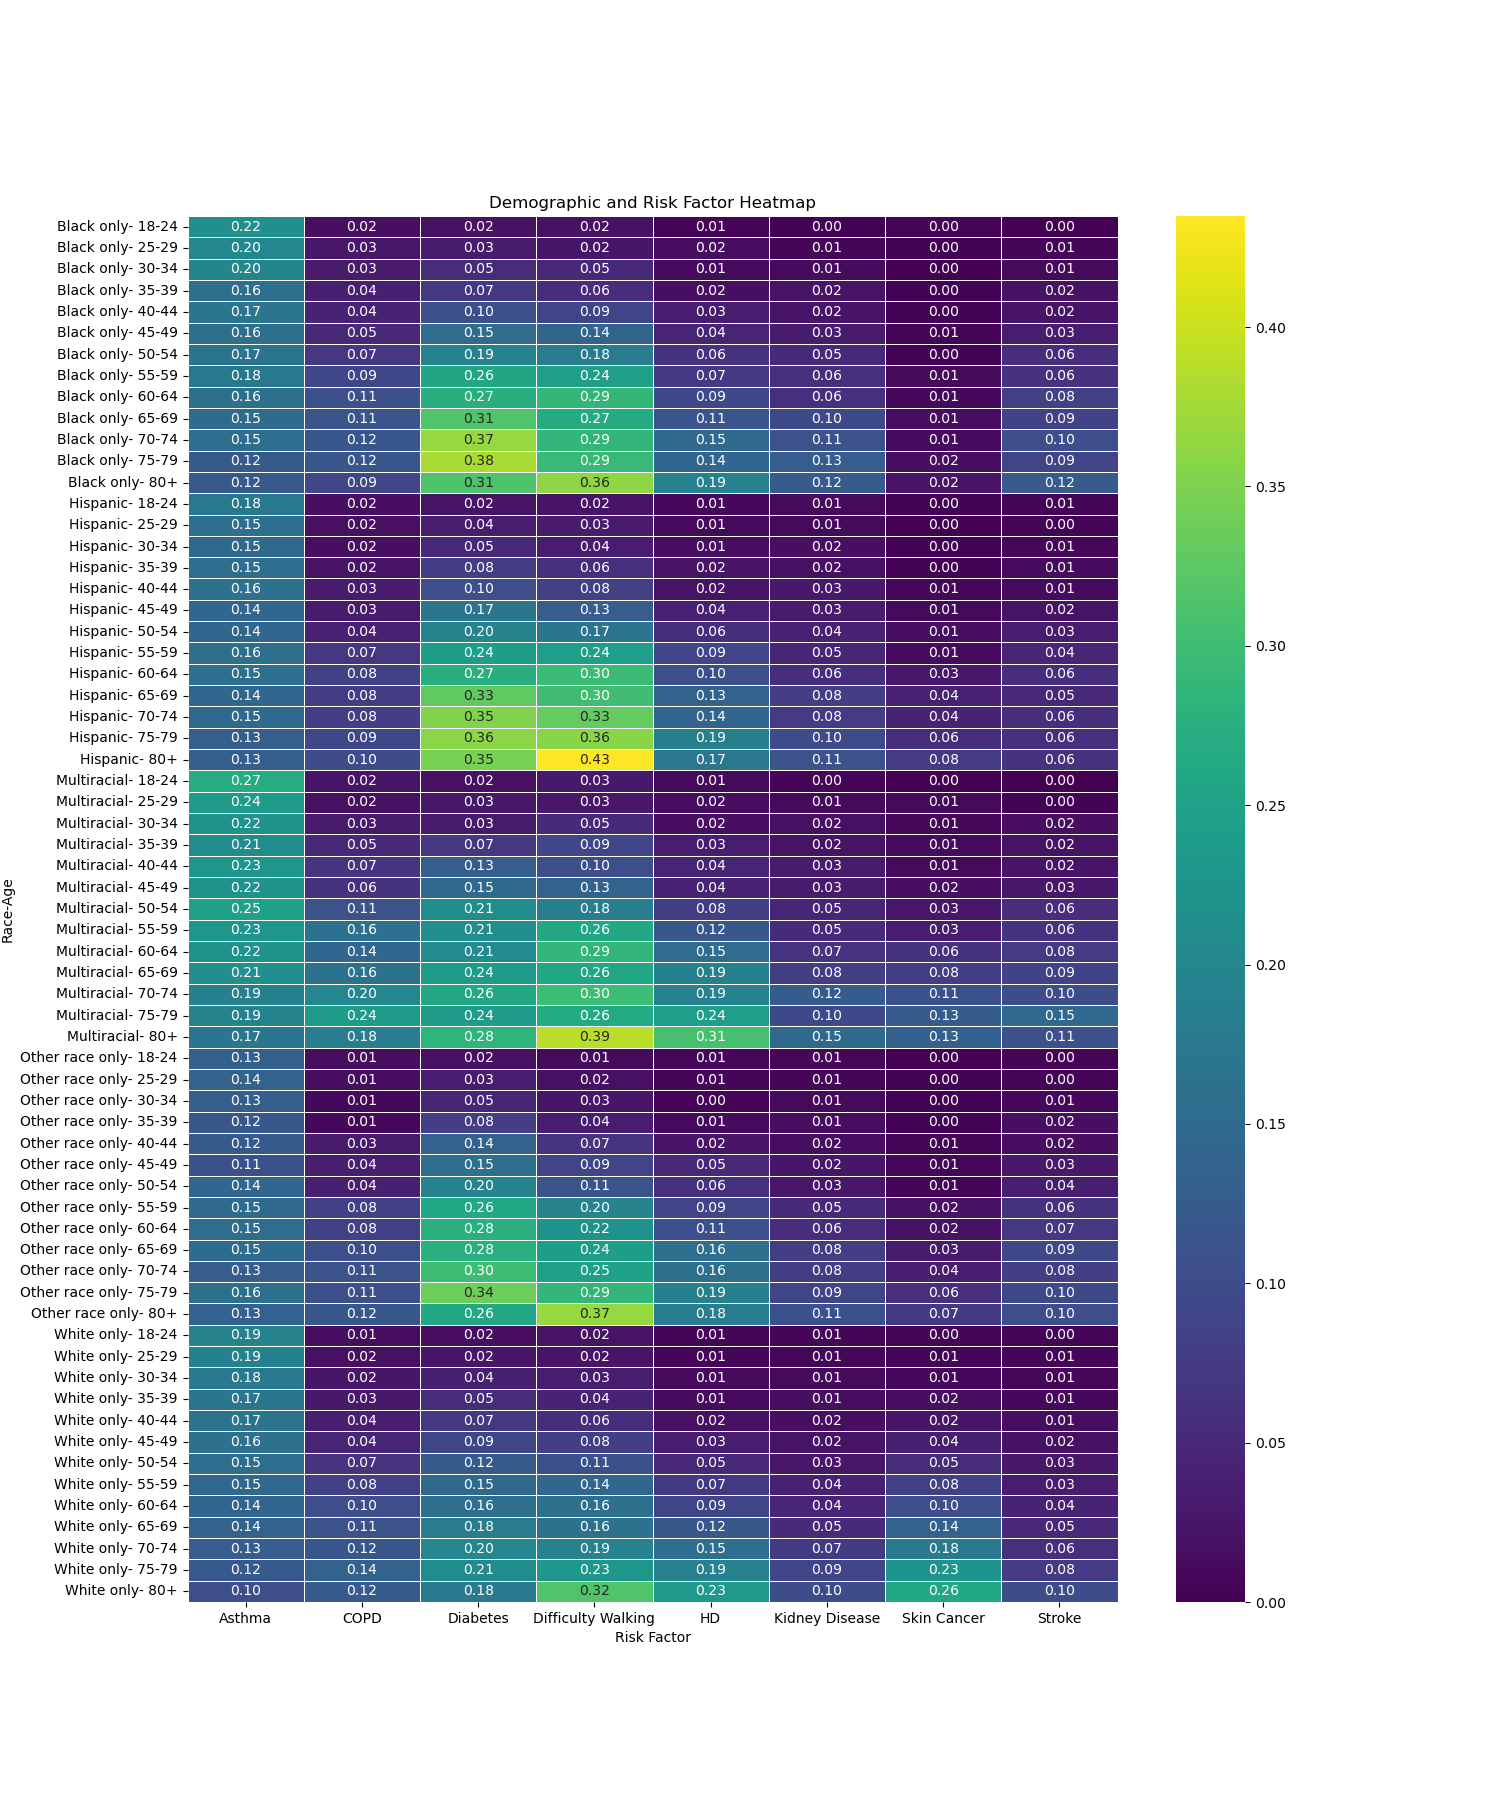 Demographic and Risk Factor Heatmap
Black only- 18-24 0.22 0.02 0.02 0.02 0.01 0.00 0.00 0.00
Black only- 25-29 0.20 0.03 0.03 0.02 0.02 0.01 0.00 0.01
Black only- 30-34 0.20 0.03 0.05 0.05 0.01 0.01 0.00 0.01
Black only- 35-39 0.16 0.04 0.07 0.06 0.02 0.02 0.00 0.02
Black only- 40-44 0.17 0.04 0.10 0.09 0.03 0.02 0.00 0.02
Black only- 45-49 0.16 0.05 0.15 0.14 0.04 0.03 0.01 0.03
Black only- 50-54 0.17 0.07 0.19 0.18 0.06 0.05 0.00 0.06
Black only- 55-59 0.18 0.09 0.26 0.24 0.07 0.06 0.01 0.06
Black only- 60-64 0.16 0.11 0.27 0.29 0.09 0.06 0.01 0.08
Black only- 65-69 0.15 0.11 0.31 0.27 0.11 0.10 0.01 0.09
Black only- 70-74 0.15 0.12 0.37 0.29 0.15 0.11 0.01 0.10
Black only- 75-79 0.12 0.12 0.38 0.29 0.14 0.13 0.02 0.09
Black only- 80+ 0.12 0.09 0.31 0.36 0.19 0.12 0.02 0.12
Hispanic- 18-24 0.18 0.02 0.02 0.02 0.01 0.01 0.00 0.01
Hispanic- 25-29 0.15 0.02 0.04 0.03 0.01 0.01 0.00 0.00
Hispanic- 30-34 0.15 0.02 0.05 0.04 0.01 0.02 0.00 0.01
Hispanic- 35-39 0.15 0.02 0.08 0.06 0.02 0.02 0.00 0.01
Hispanic- 40-44 0.16 0.03 0.10 0.08 0.02 0.03 0.01 0.01
Hispanic- 45-49 0.14 0.03 0.17 0.13 0.04 0.03 0.01 0.02
Hispanic- 50-54 0.14 0.04 0.20 0.17 0.06 0.04 0.01 0.03
Hispanic- 55-59 0.16 0.07 0.24 0.24 0.09 0.05 0.01 0.04
Hispanic- 60-64 0.15 0.08 0.27 0.30 0.10 0.06 0.03 0.06
Hispanic- 65-69 0.14 0.08 0.33 0.30 0.13 0.08 0.04 0.05
Hispanic- 70-74 0.15 0.08 0.35 0.33 0.14 0.08 0.04 0.06
Hispanic- 75-79 0.13 0.09 0.36 0.36 0.19 0.10 0.06 0.06
Hispanic- 80+ 0.13 0.10 0.35 0.43 0.17 0.11 0.08 0.06
Multiracial- 18-24 0.27 0.02 0.02 0.03 0.01 0.00 0.00 0.00
Multiracial- 25-29 0.24 0.02 0.03 0.03 0.02 0.01 0.01 0.00
Multiracial- 30-34 0.22 0.03 0.03 0.05 0.02 0.02 0.01 0.02
Multiracial- 35-39 0.21 0.05 0.07 0.09 0.03 0.02 0.01 0.02
Multiracial- 40-44 0.23 0.07 0.13 0.10 0.04 0.03 0.01 0.02
Multiracial- 45-49 0.22 0.06 0.15 0.13 0.04 0.03 0.02 0.03
Multiracial- 50-54 0.25 0.11 0.21 0.18 0.08 0.05 0.03 0.06
Multiracial- 55-59 0.23 0.16 0.21 0.26 0.12 0.05 0.03 0.06
Multiracial- 60-64 0.22 0.14 0.21 0.29 0.15 0.07 0.06 0.08
Multiracial- 65-69 0.21 0.16 0.24 0.26 0.19 0.08 0.08 0.09
Multiracial- 70-74 0.19 0.20 0.26 0.30 0.19 0.12 0.11 0.10
Multiracial- 75-79 0.19 0.24 0.24 0.26 0.24 0.10 0.13 0.15
Multiracial- 80+ 0.17 0.18 0.28 0.39 0.31 0.15 0.13 0.11
Other race only- 18-24 0.13 0.01 0.02 0.01 0.01 0.01 0.00 0.00
Other race only- 25-29 0.14 0.01 0.03 0.02 0.01 0.01 0.00 0.00
Other race only- 30-34 0.13 0.01 0.05 0.03 0.00 0.01 0.00 0.01
Other race only- 35-39 0.12 0.01 0.08 0.04 0.01 0.01 0.00 0.02
Other race only- 40-44 0.12 0.03 0.14 0.07 0.02 0.02 0.01 0.02
Other race only- 45-49 0.11 0.04 0.15 0.09 0.05 0.02 0.01 0.03
Other race only- 50-54 0.14 0.04 0.20 0.11 0.06 0.03 0.01 0.04
Other race only- 55-59 0.15 0.08 0.26 0.20 0.09 0.05 0.02 0.06
Other race only- 60-64 0.15 0.08 0.28 0.22 0.11 0.06 0.02 0.07
Other race only- 65-69 0.15 0.10 0.28 0.24 0.16 0.08 0.03 0.09
Other race only- 70-74 0.13 0.11 0.30 0.25 0.16 0.08 0.04 0.08
Other race only- 75-79 0.16 0.11 0.34 0.29 0.19 0.09 0.06 0.10
Other race only- 80+ 0.13 0.12 0.26 0.37 0.18 0.11 0.07 0.10
White only- 18-24 0.19 0.01 0.02 0.02 0.01 0.01 0.00 0.00
White only- 25-29 0.19 0.02 0.02 0.02 0.01 0.01 0.01 0.01
White only- 30-34 0.18 0.02 0.04 0.03 0.01 0.01 0.01 0.01
White only- 35-39 0.17 0.03 0.05 0.04 0.01 0.01 0.02 0.01
White only- 40-44 0.17 0.04 0.07 0.06 0.02 0.02 0.02 0.01
White only- 45-49 0.16 0.04 0.09 0.08 0.03 0.02 0.04 0.02
White only- 50-54 0.15 0.07 0.12 0.11 0.05 0.03 0.05 0.03
White only- 55-59 0.15 0.08 0.15 0.14 0.07 0.04 0.08 0.03
White only- 60-64 0.14 0.10 0.16 0.16 0.09 0.04 0.10 0.04
White only- 65-69 0.14 0.11 0.18 0.16 0.12 0.05 0.14 0.05
White only- 70-74 0.13 0.12 0.20 0.19 0.15 0.07 0.18 0.06
White only- 75-79 0.12 0.14 0.21 0.23 0.19 0.09 0.23 0.08
White only- 80+ 0.10 0.12 0.18 0.32 0.23 0.10 0.26 0.10
Asthma COPD Diabetes Difficulty Walking HD Kidney Disease Skin Cancer Stroke
Risk Factor
Race-Age
0.40
0.35
0.30
0.25
0.20
0.15
0.10
0.05
0.00